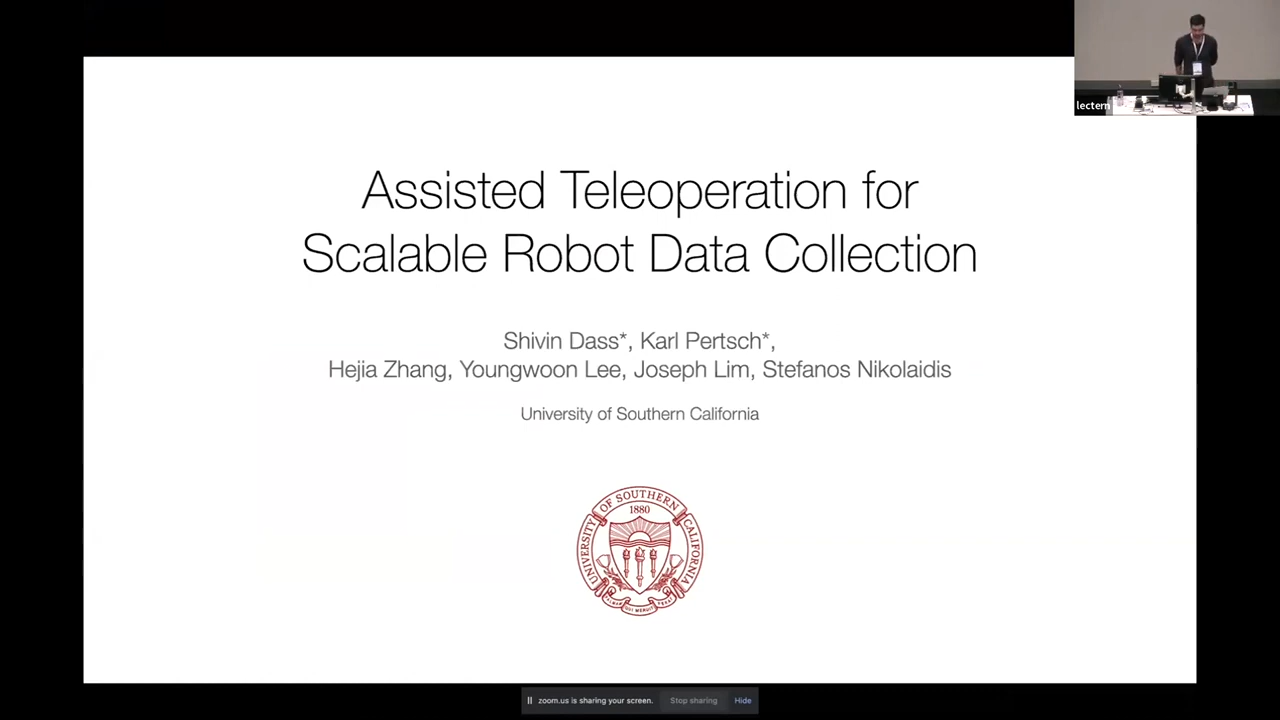 lectern
Assisted Teleoperation for
Scalable Robot Data Collection
Shivin Dass*, Karl Pertsch*,
Hejia Zhang, Youngwoon Lee, Joseph Lim, Stefanos Nikolaidis
University of Southern California
UNIVERSITY OF SOUTHERN CALIFORNIA
1880
zoom.us is sharing your screen. Stop sharing Hide